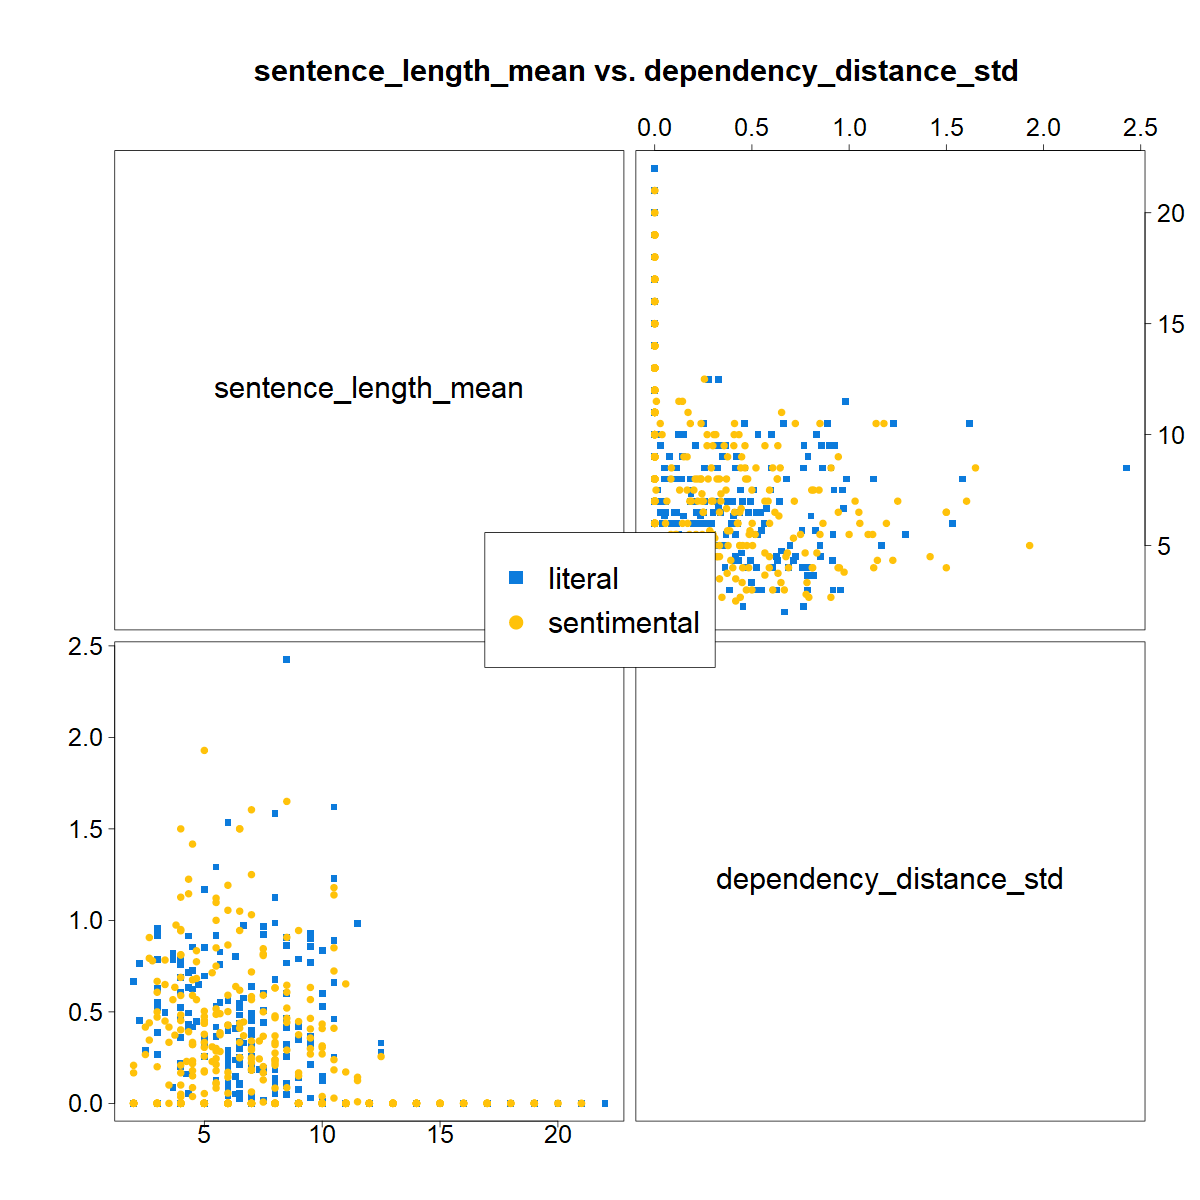 sentence_length_mean vs. dependency_distance_std
0.0 0.5 1.0 1.5 2.0 2.5
20
15
sentence_length_mean
10
5
literal
sentimental
2.5
2.0
1.5
dependency_distance_std
1.0
0.5
0.0
5 10 15 20